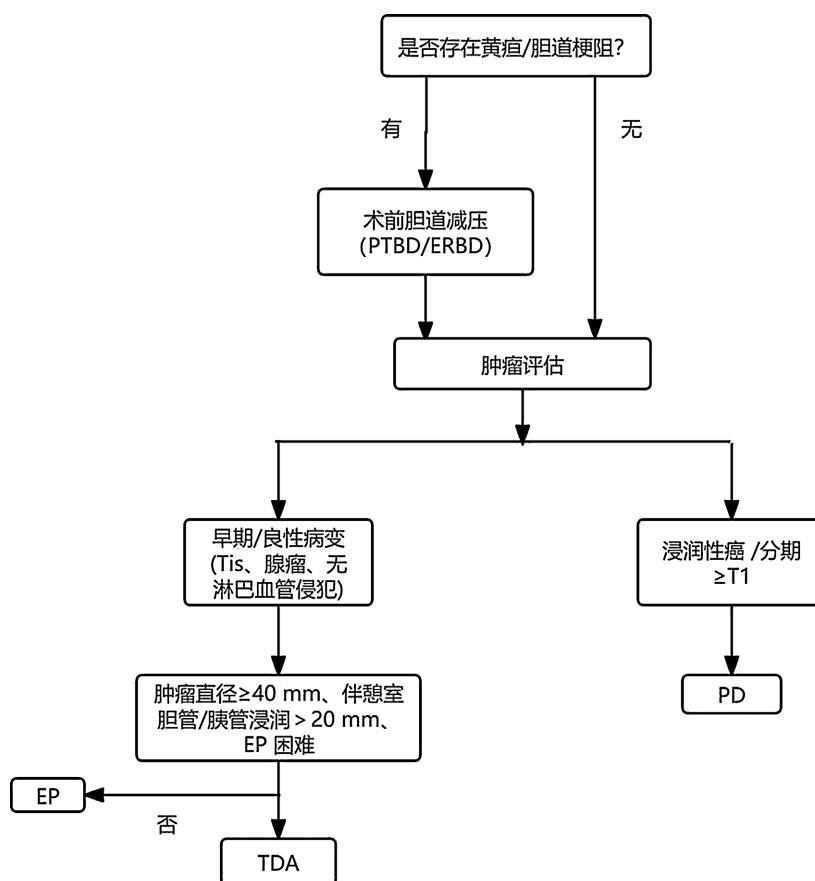 是否存在黄疸/胆道梗阻？
有
无
术前胆道减压
（PTBD/ERBD）
肿瘤评估
早期/良性病变
(Tis、腺瘤、无
淋巴血管侵犯)
浸润性癌 /分期
≥T1
肿瘤直径≥40 mm、伴憩室
胆管/胰管浸润＞20 mm、
EP 困难
PD
EP
否
TDA